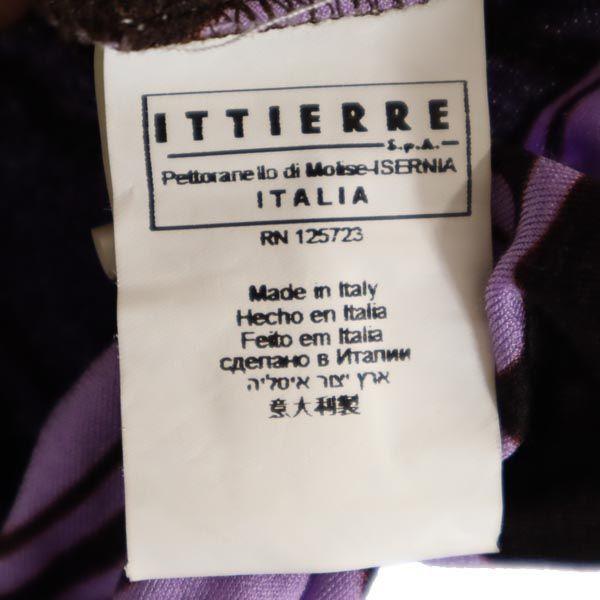 ITTIERRE
S.p.A.
Pettoranello di Molise-ISERNIA
ITALIA
RN 125723
Made in Italy
Hecho en Italia
Feito em Italia
сделано в Италии
ארץ יצור איטליה
意大利製